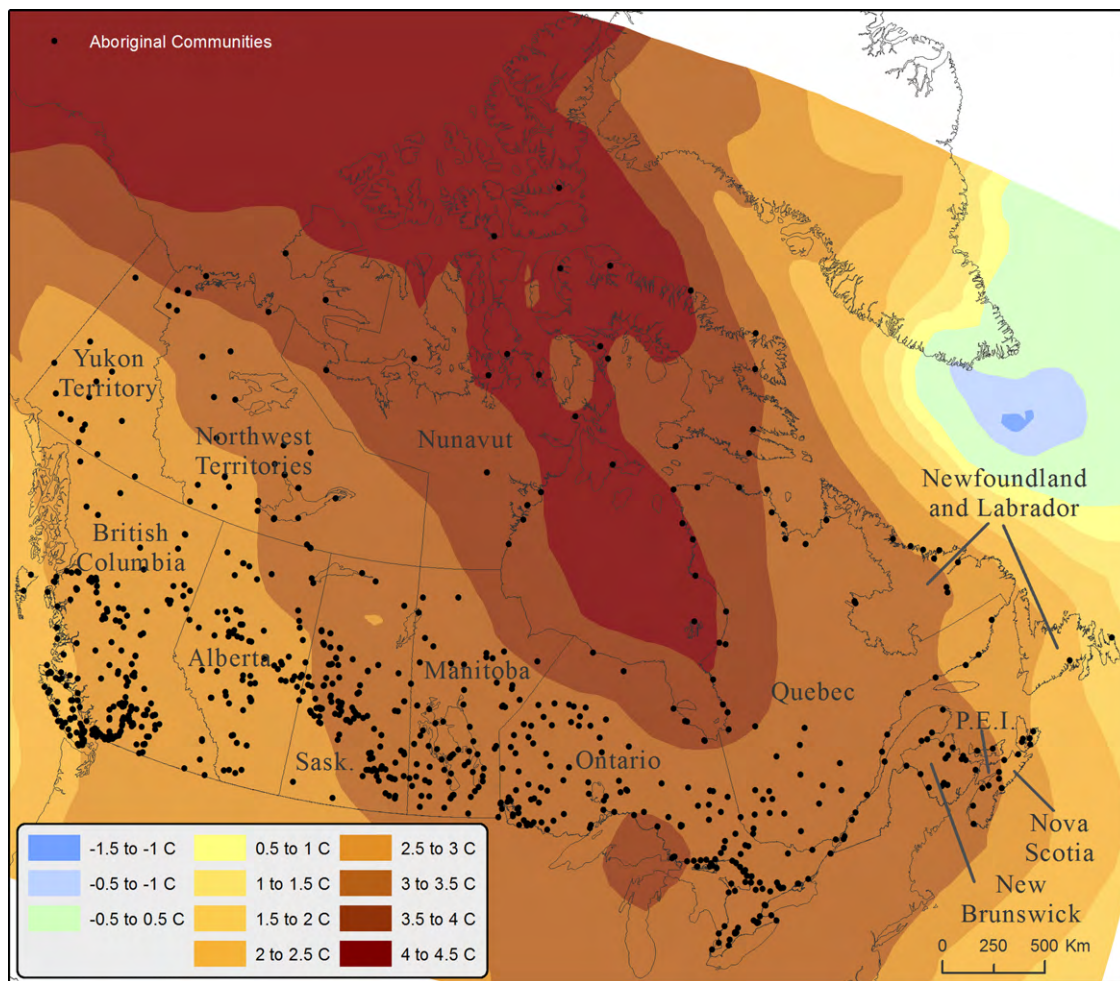 Aboriginal Communities
Yukon
Territory
Northwest
Territories
Nunavut
Newfoundland
and Labrador
British
Columbia
Alberta
Manitoba
Quebec
P.E.I.
Sask.
Ontario
Nova
Scotia
New
Brunswick
-1.5 to -1 C
0.5 to 1 C
2.5 to 3 C
-0.5 to -1 C
1 to 1.5 C
3 to 3.5 C
-0.5 to 0.5 C
1.5 to 2 C
3.5 to 4 C
2 to 2.5 C
4 to 4.5 C
0 250 500 Km